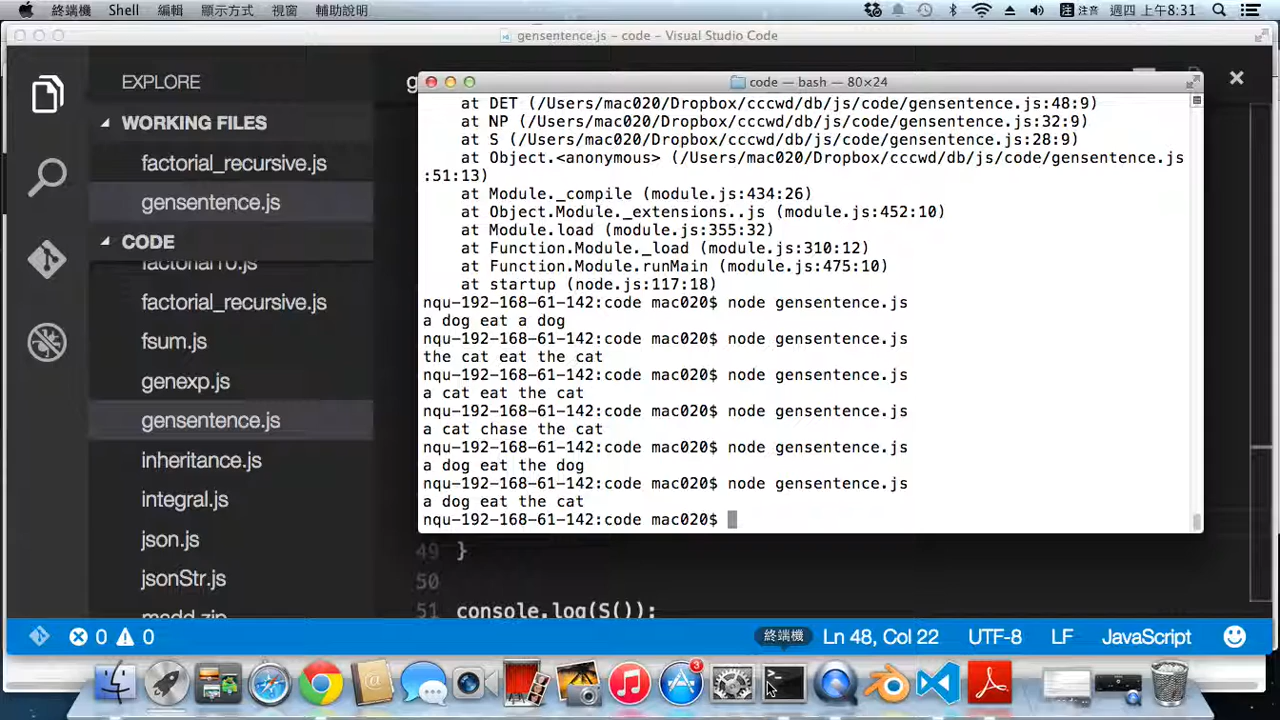 終端機 Shell 編輯 顯示方式 視窗 輔助說明 注音 週四 上午8:31
gensentence.js – code – Visual Studio Code
EXPLORE
WORKING FILES
factorial_recursive.js
gensentence.js
CODE
factorial_recursive.js
fsum.js
genexp.js
gensentence.js
inheritance.js
integral.js
json.js
jsonStr.js
modd.zip
code — bash — 80×24
at DET (/Users/mac020/Dropbox/cccwd/db/js/code/gensentence.js:48:9)
at NP (/Users/mac020/Dropbox/cccwd/db/js/code/gensentence.js:32:9)
at S (/Users/mac020/Dropbox/cccwd/db/js/code/gensentence.js:28:9)
at Object.<anonymous> (/Users/mac020/Dropbox/cccwd/db/js/code/gensentence.js
:51:13)
at Module._compile (module.js:434:26)
at Object.Module._extensions..js (module.js:452:10)
at Module.load (module.js:355:32)
at Function.Module._load (module.js:310:12)
at Function.Module.runMain (module.js:475:10)
at startup (node.js:117:18)
nqu-192-168-61-142:code mac020$ node gensentence.js
a dog eat a dog
nqu-192-168-61-142:code mac020$ node gensentence.js
the cat eat the cat
nqu-192-168-61-142:code mac020$ node gensentence.js
a cat eat the cat
nqu-192-168-61-142:code mac020$ node gensentence.js
a cat chase the cat
nqu-192-168-61-142:code mac020$ node gensentence.js
a dog eat the dog
nqu-192-168-61-142:code mac020$ node gensentence.js
a dog eat the cat
nqu-192-168-61-142:code mac020$
49 }
50
51 console.log(S());
0 0 終端機 Ln 48, Col 22 UTF-8 LF JavaScript
3